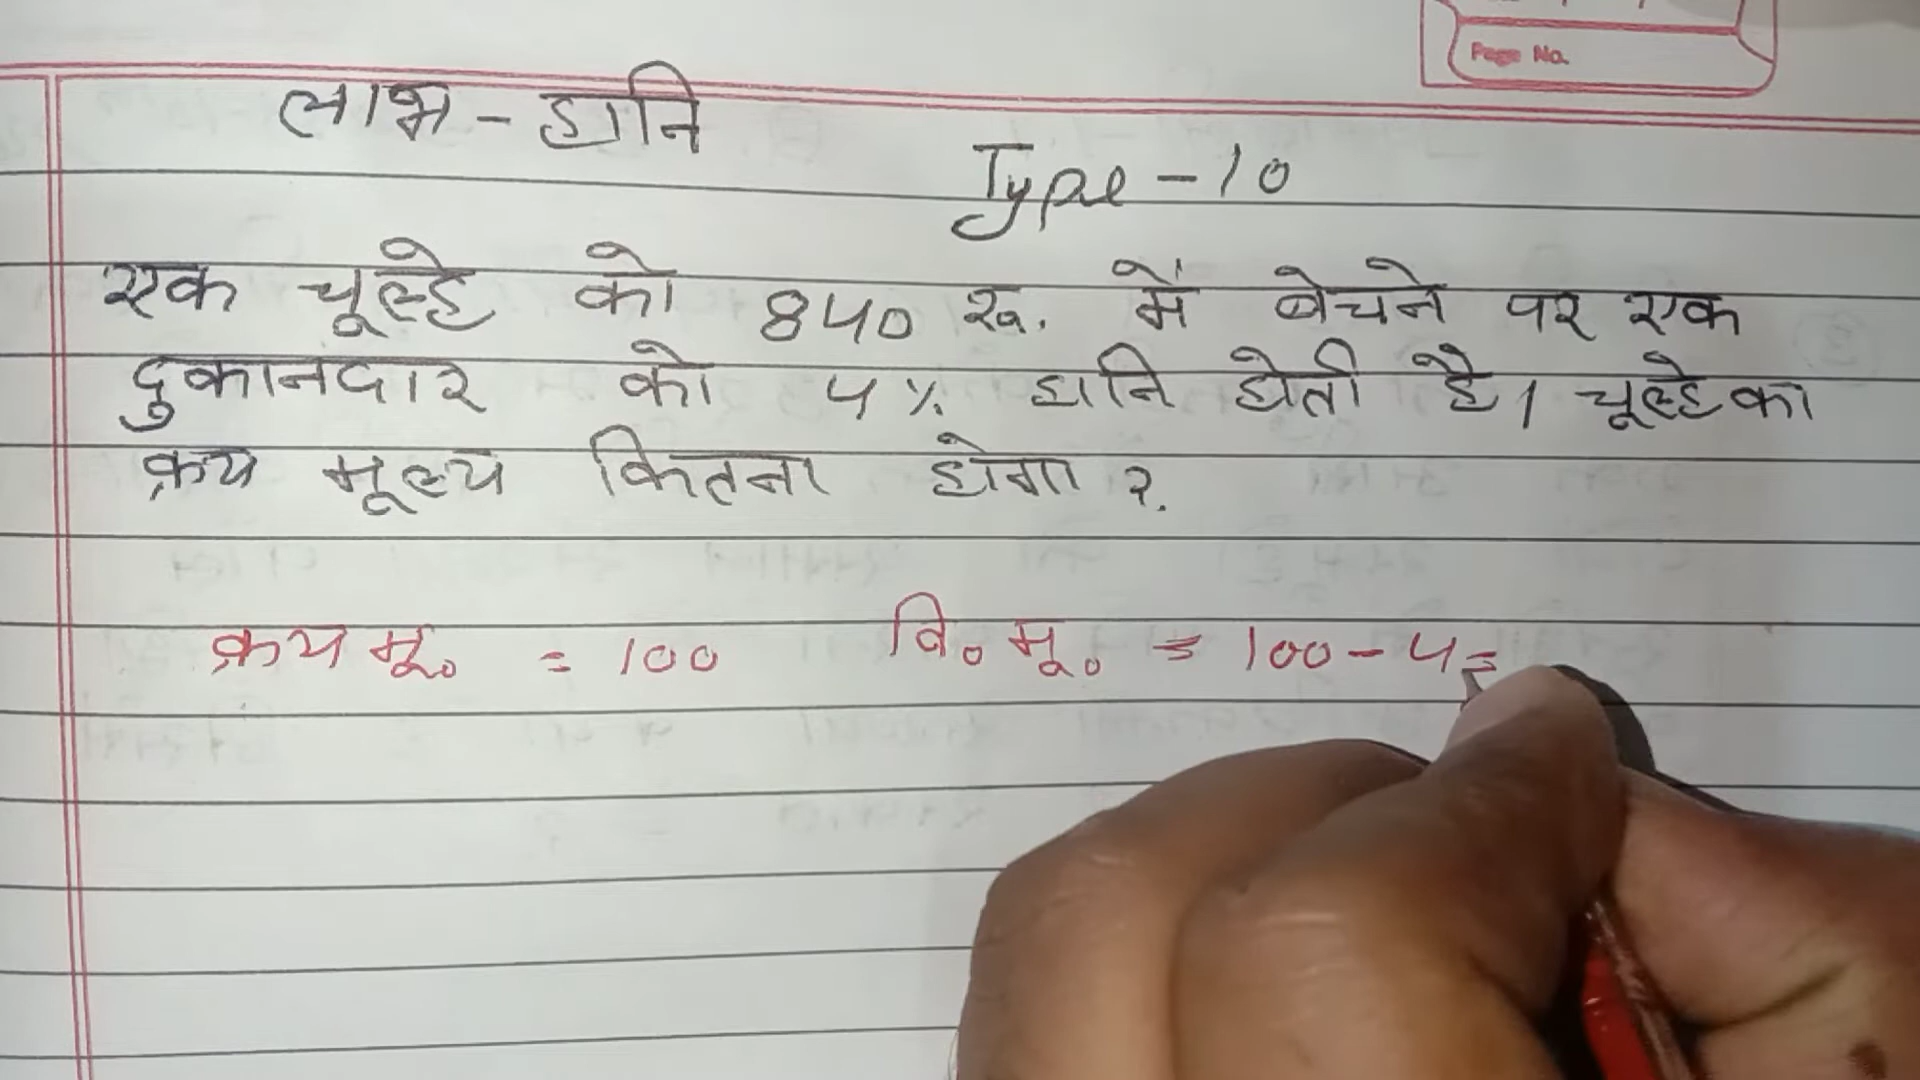 Page No.
लाभ - हानि
Type - 10
एक चूल्हे को 840 रू. में बेचने पर एक
दुकानदार को 4% हानि होती है। चूल्हे का
क्रय मूल्य कितना होगा ?.
क्रय मू० = 100 वि० मू० = 100 - 4 =